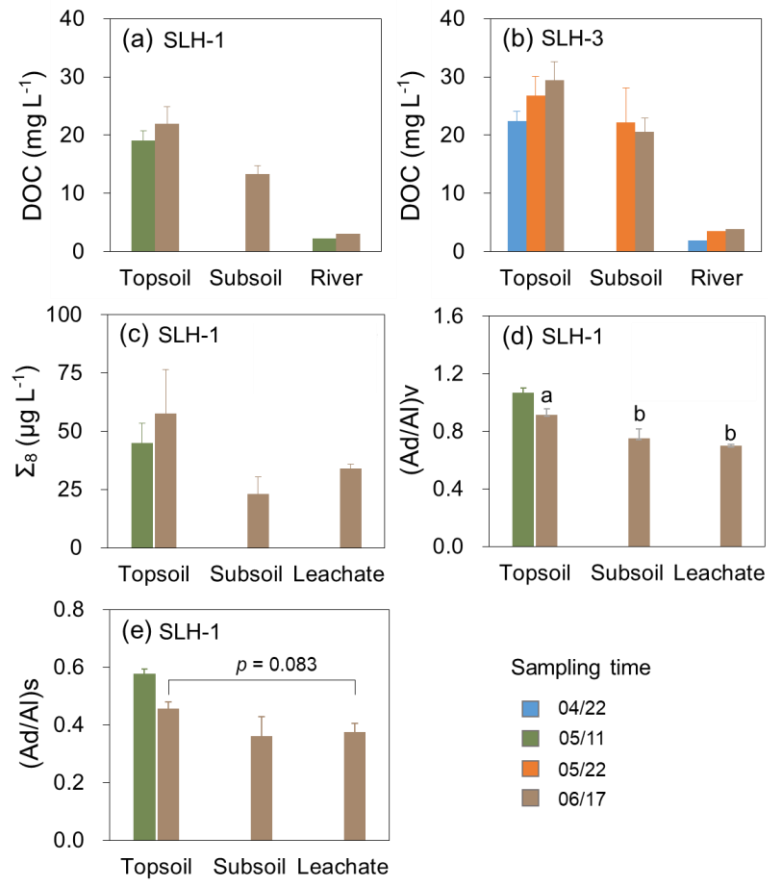 (a) SLH-1
DOC (mg L⁻¹)
40
30
20
10
0
Topsoil Subsoil River
(b) SLH-3
DOC (mg L⁻¹)
40
30
20
10
0
Topsoil Subsoil River
(c) SLH-1
Σ₈ (µg L⁻¹)
100
75
50
25
0
Topsoil Subsoil Leachate
(d) SLH-1
(Ad/Al)v
1.6
1.2
0.8
0.4
0.0
a
b
b
Topsoil Subsoil Leachate
(e) SLH-1
(Ad/Al)s
0.8
0.6
0.4
0.2
0.0
p = 0.083
Topsoil Subsoil Leachate
Sampling time
04/22
05/11
05/22
06/17